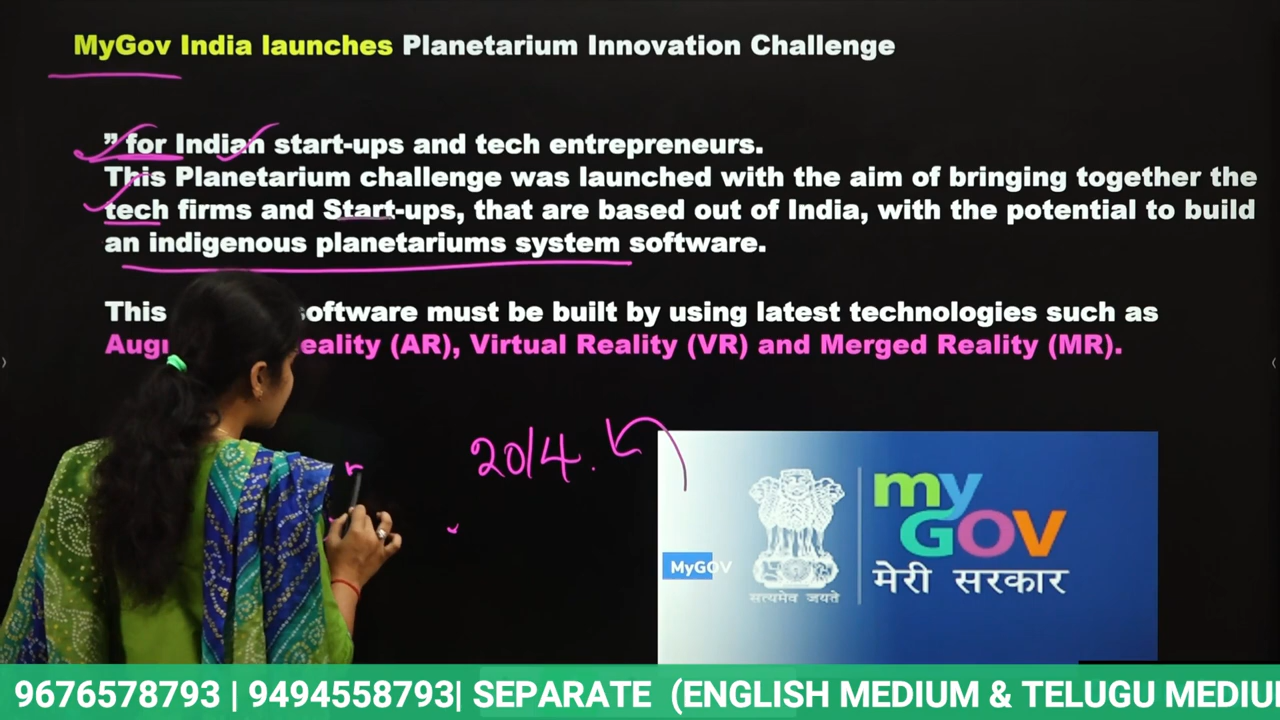 MyGov India launches Planetarium Innovation Challenge
” for Indian start-ups and tech entrepreneurs.
This Planetarium challenge was launched with the aim of bringing together the
tech firms and Start-ups, that are based out of India, with the potential to build
an indigenous planetariums system software.
This software must be built by using latest technologies such as
(AR), Virtual Reality (VR) and Merged Reality (MR).
2014.
my
GOV
मेरी सरकार
सत्यमेव जयते
MyGOV
9676578793 | 9494558793| SEPARATE (ENGLISH MEDIUM & TELUGU